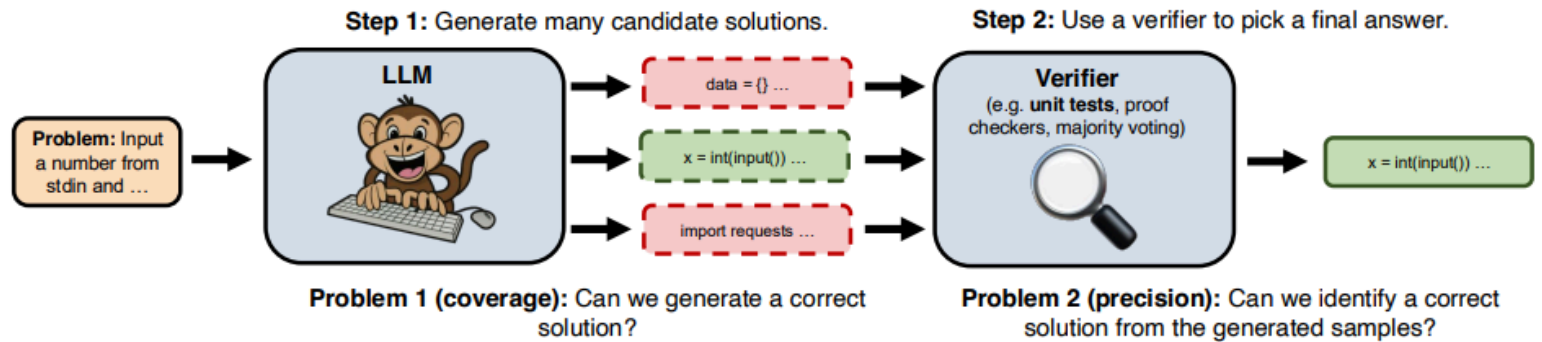 Step 1: Generate many candidate solutions.
Step 2: Use a verifier to pick a final answer.
Problem: Input
a number from
stdin and …
LLM
data = {} …
x = int(input()) …
import requests …
Verifier
(e.g. unit tests, proof
checkers, majority voting)
x = int(input()) …
Problem 1 (coverage): Can we generate a correct
solution?
Problem 2 (precision): Can we identify a correct
solution from the generated samples?